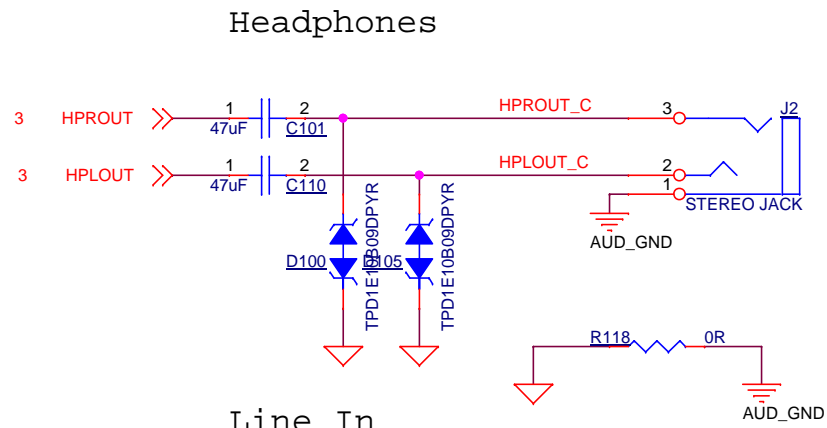 Headphones
3 HPROUT 1 2 HPROUT_C 3 J2
47uF C101
3 HPLOUT 1 2 HPLOUT_C 2
47uF C110 1
STEREO JACK
AUD_GND
D100 TPD1E10B09DPYR D105 TPD1E10B09DPYR
R118 0R
AUD_GND
Line In